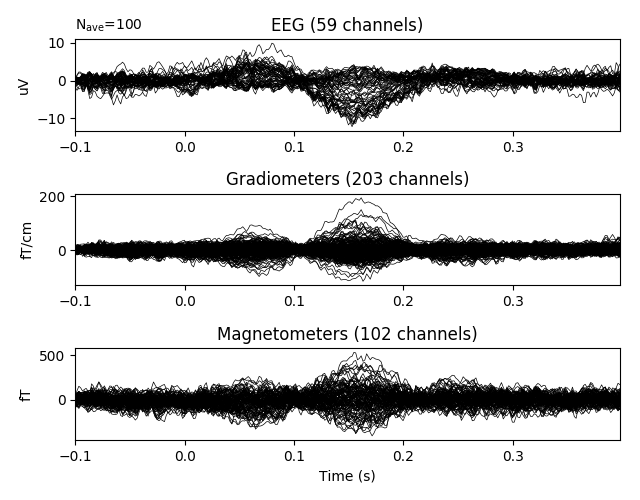 N_ave=100
EEG (59 channels)
10
0
−10
uV
−0.1 0.0 0.1 0.2 0.3
Gradiometers (203 channels)
200
0
fT/cm
−0.1 0.0 0.1 0.2 0.3
Magnetometers (102 channels)
500
0
fT
−0.1 0.0 0.1 0.2 0.3
Time (s)